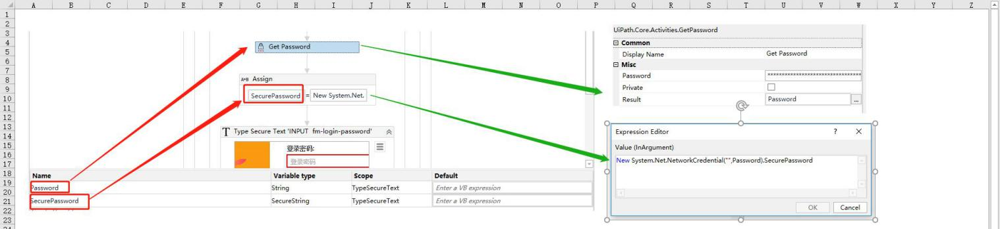 A B C D E F G H I J K L M N O P Q R S T U V W X Y Z
1
2
3
4
5
6
7
8
9
10
11
12
13
14
15
16
17
18
19
20
21
22
23
24
Get Password
A+B Assign
SecurePassword = New System.Net.
T Type Secure Text 'INPUT fm-login-password'
登录密码:
登录密码
Name Variable type Scope Default
Password String TypeSecureText Enter a VB expression
SecurePassword SecureString TypeSecureText Enter a VB expression
UiPath.Core.Activities.GetPassword
Common
Display Name Get Password
Misc
Password **********************************
Private
Result Password ...
Expression Editor ? X
Value (InArgument)
New System.Net.NetworkCredential("",Password).SecurePassword
OK Cancel